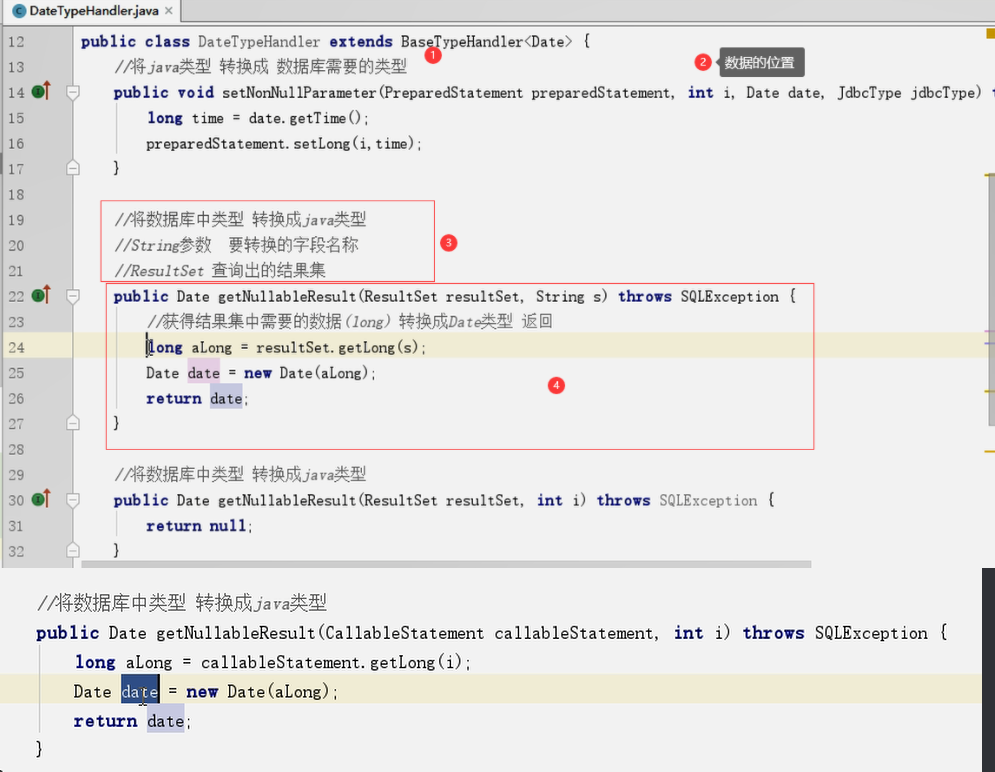 DateTypeHandler.java
12 public class DateTypeHandler extends BaseTypeHandler<Date> {
13 //将java类型 转换成 数据库需要的类型 1 2 数据的位置
14 public void setNonNullParameter(PreparedStatement preparedStatement, int i, Date date, JdbcType jdbcType)
15 long time = date.getTime();
16 preparedStatement.setLong(i,time);
17 }
18
19 //将数据库中类型 转换成java类型
20 //String参数 要转换的字段名称 3
21 //ResultSet 查询出的结果集
22 public Date getNullableResult(ResultSet resultSet, String s) throws SQLException {
23 //获得结果集中需要的数据(long) 转换成Date类型 返回
24 long aLong = resultSet.getLong(s);
25 Date date = new Date(aLong); 4
26 return date;
27 }
28
29 //将数据库中类型 转换成java类型
30 public Date getNullableResult(ResultSet resultSet, int i) throws SQLException {
31 return null;
32 }
//将数据库中类型 转换成java类型
public Date getNullableResult(CallableStatement callableStatement, int i) throws SQLException {
long aLong = callableStatement.getLong(i);
Date date = new Date(aLong);
return date;
}